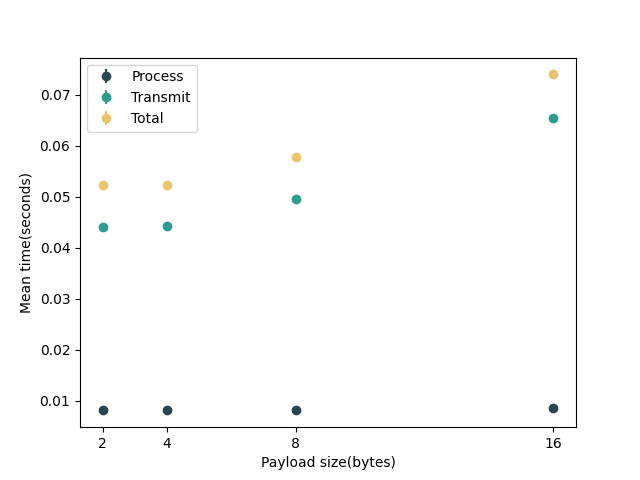 Process
Transmit
Total
0.07
0.06
0.05
0.04
0.03
0.02
0.01
Mean time(seconds)
2 4 8 16
Payload size(bytes)